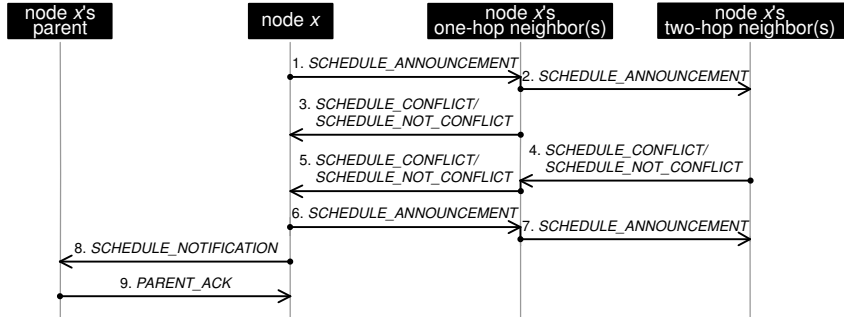 node x's
parent
node x
node x's
one-hop neighbor(s)
node x's
two-hop neighbor(s)
1. SCHEDULE_ANNOUNCEMENT
2. SCHEDULE_ANNOUNCEMENT
3. SCHEDULE_CONFLICT/
SCHEDULE_NOT_CONFLICT
4. SCHEDULE_CONFLICT/
SCHEDULE_NOT_CONFLICT
5. SCHEDULE_CONFLICT/
SCHEDULE_NOT_CONFLICT
6. SCHEDULE_ANNOUNCEMENT
7. SCHEDULE_ANNOUNCEMENT
8. SCHEDULE_NOTIFICATION
9. PARENT_ACK